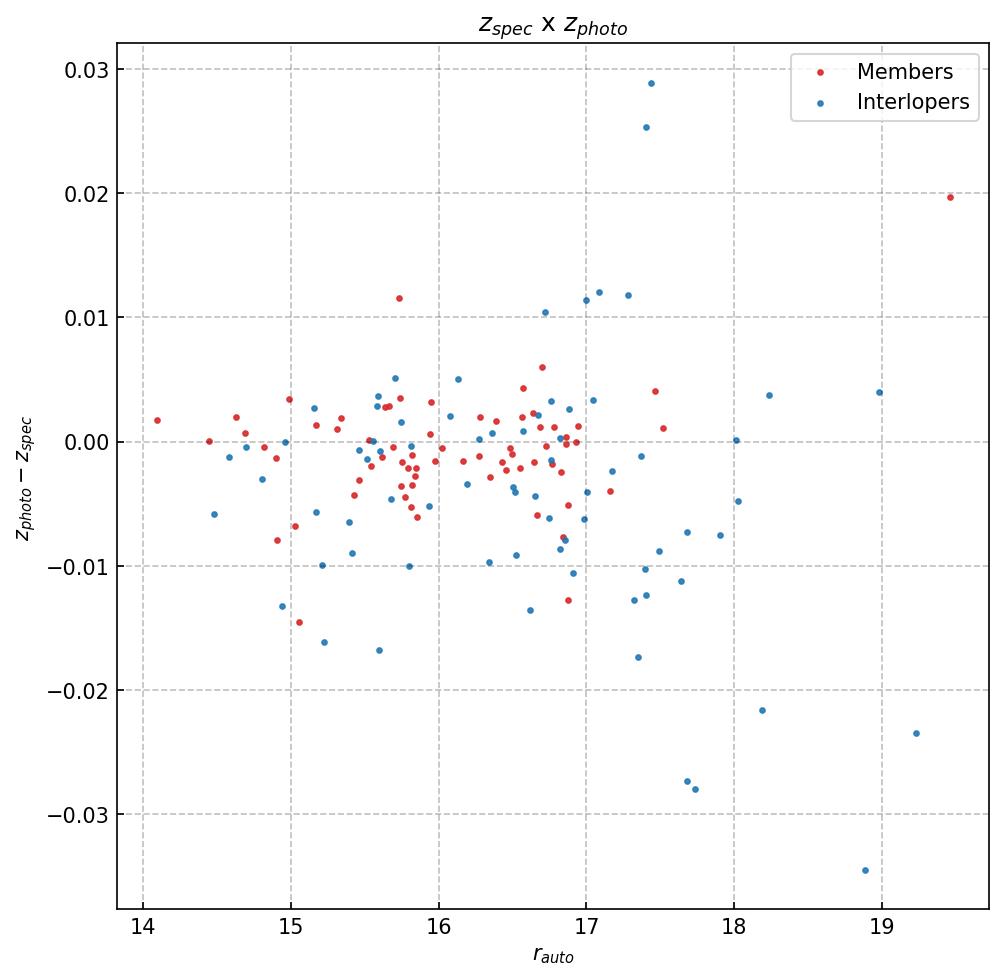 z_spec x z_photo
Members
Interlopers
0.03
0.02
0.01
0.00
−0.01
−0.02
−0.03
z_photo − z_spec
14 15 16 17 18 19
r_auto